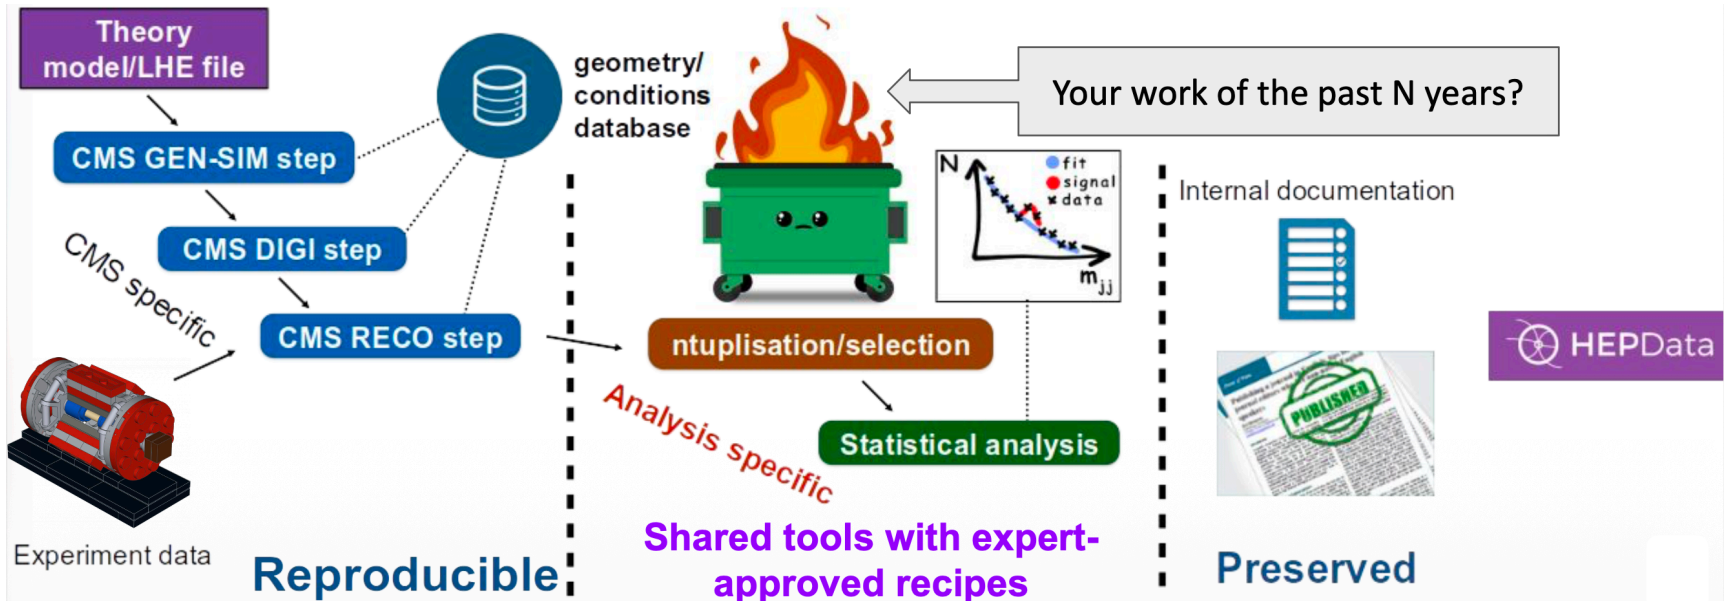 Theory
model/LHE file
geometry/
conditions
database
Your work of the past N years?
CMS GEN-SIM step
CMS DIGI step
CMS RECO step
CMS specific
Experiment data
Reproducible
N
fit
signal
data
m jj
ntuplisation/selection
Analysis specific
Statistical analysis
Shared tools with expert-
approved recipes
Internal documentation
PUBLISHED
HEPData
Preserved